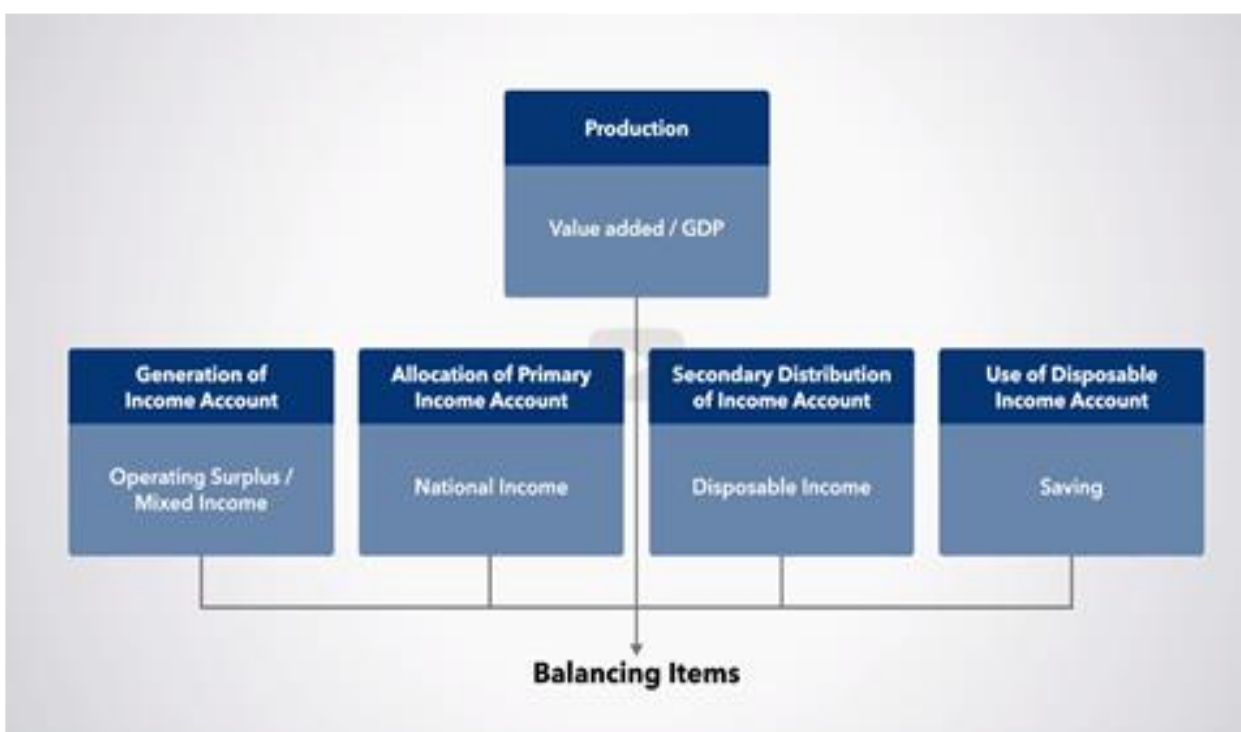 Production
Value added / GDP
Generation of
Income Account
Operating Surplus /
Mixed Income
Allocation of Primary
Income Account
National Income
Secondary Distribution
of Income Account
Disposable Income
Use of Disposable
Income Account
Saving
Balancing Items